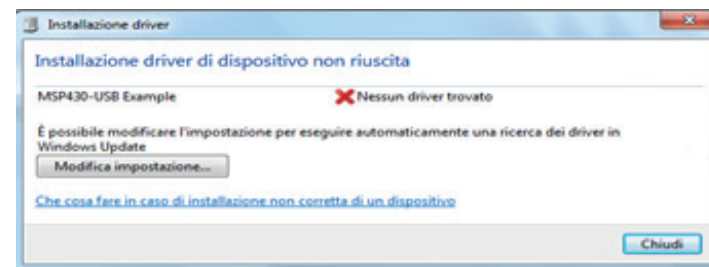 Installazione driver
Installazione driver di dispositivo non riuscita
MSP430-USB Example Nessun driver trovato
È possibile modificare l'impostazione per eseguire automaticamente una ricerca dei driver in
Windows Update
Modifica impostazione...
Che cosa fare in caso di installazione non corretta di un dispositivo
Chiudi